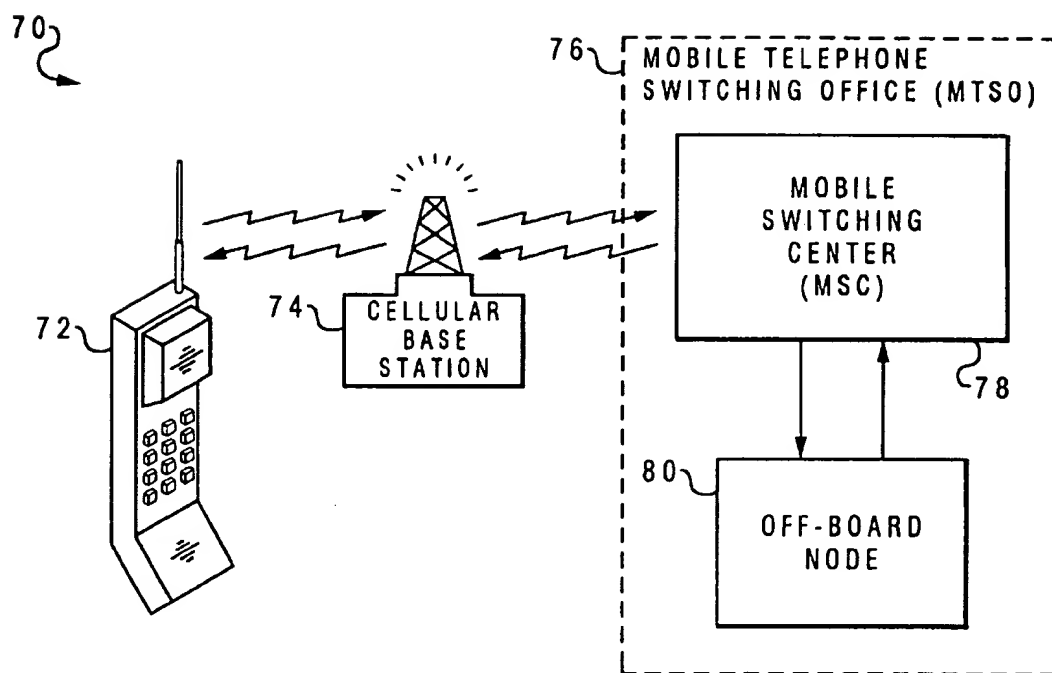 70
76
MOBILE TELEPHONE
SWITCHING OFFICE (MTSO)
MOBILE
SWITCHING
CENTER
(MSC)
78
72
74
CELLULAR
BASE
STATION
80
OFF-BOARD
NODE